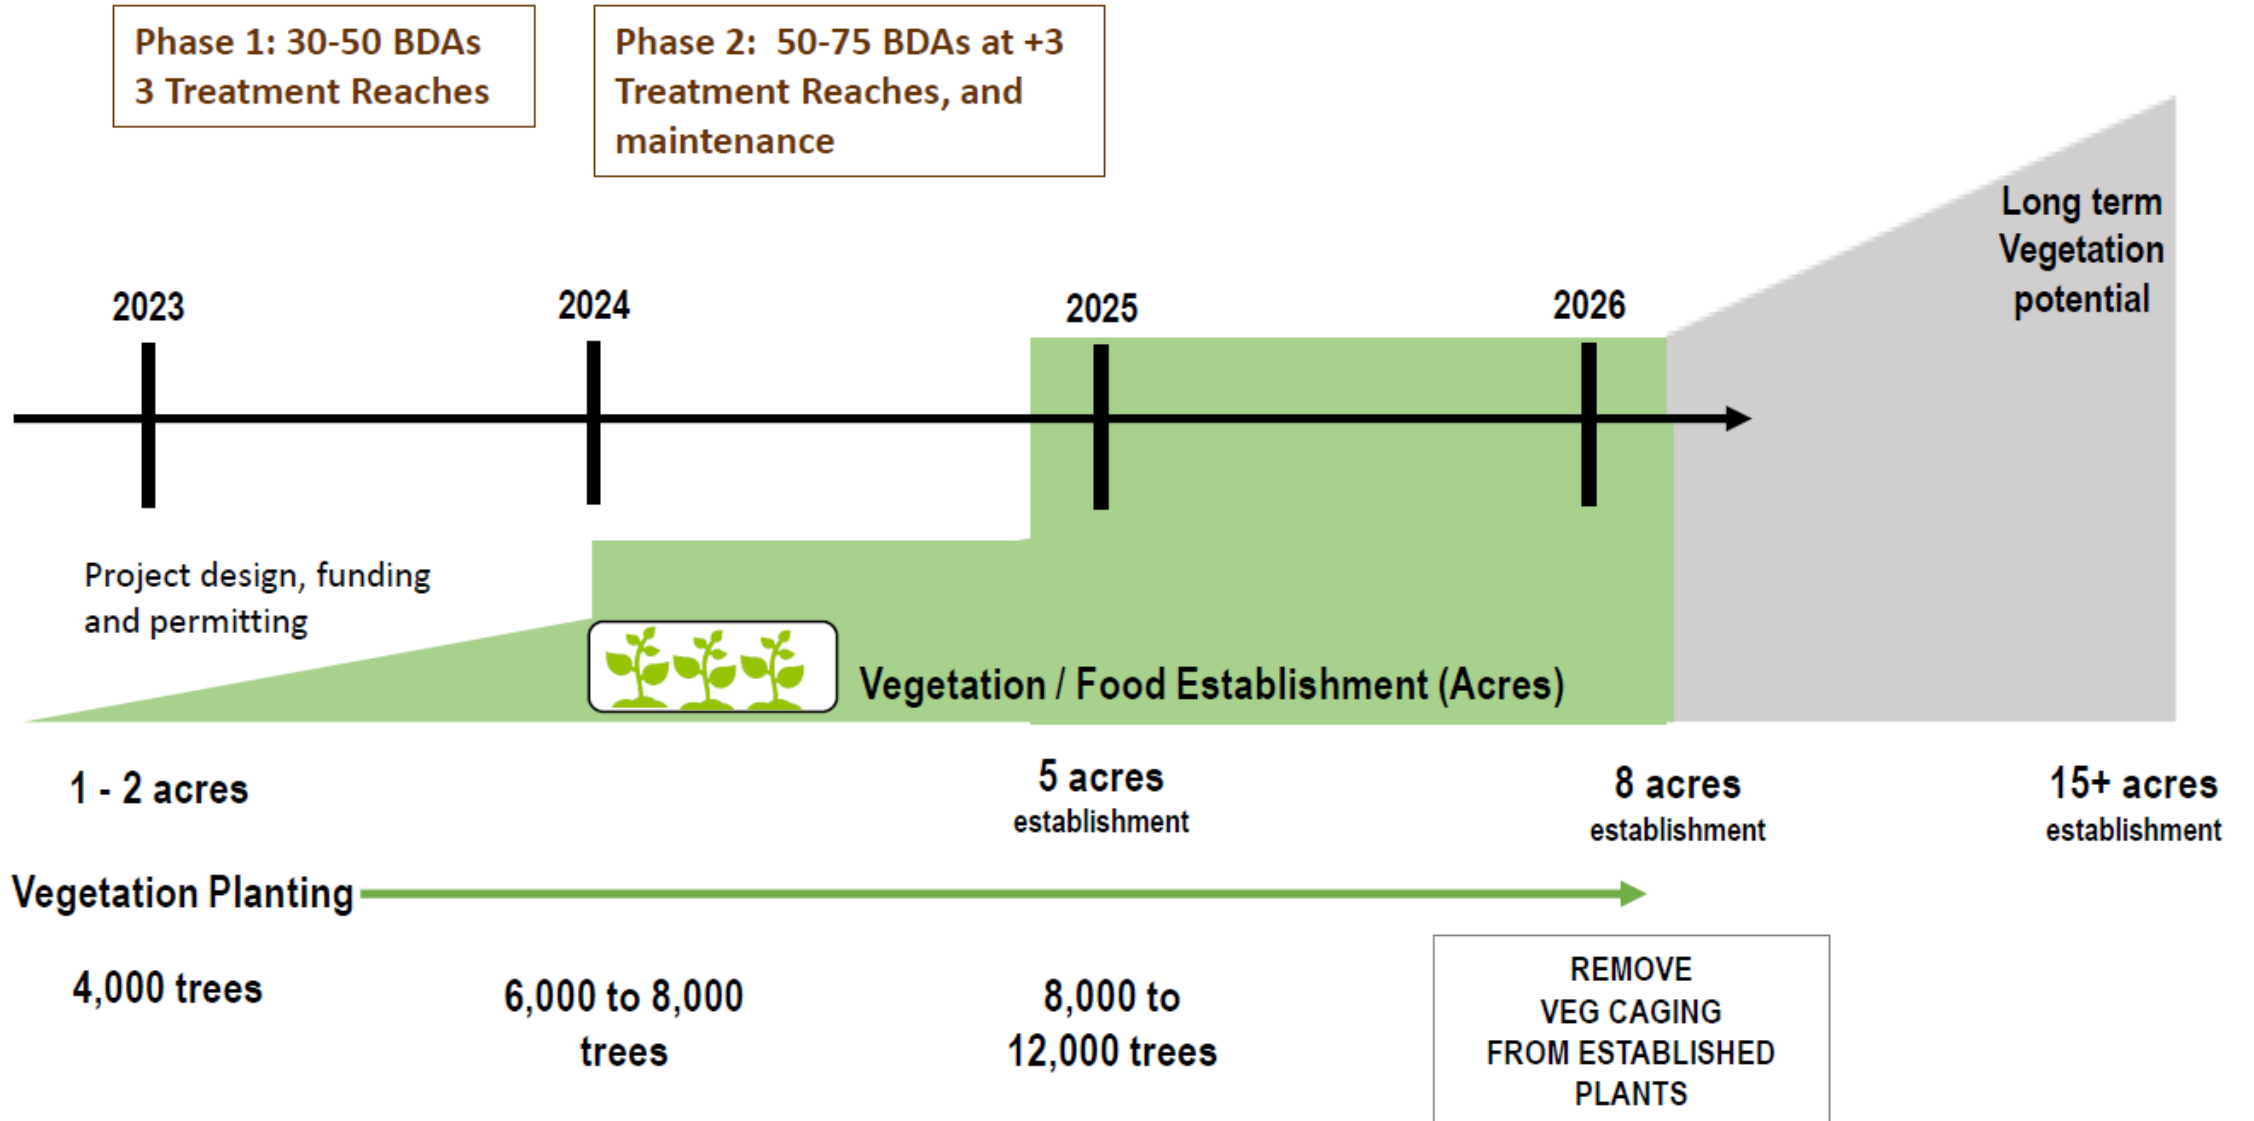 Phase 1: 30-50 BDAs
3 Treatment Reaches
Phase 2:  50-75 BDAs at +3
Treatment Reaches, and
maintenance
Long term
Vegetation
potential
2023
2024
2025
2026
Project design, funding
and permitting
Vegetation / Food Establishment (Acres)
1 - 2 acres
5 acres
establishment
8 acres
establishment
15+ acres
establishment
Vegetation Planting
4,000 trees
6,000 to 8,000
trees
8,000 to
12,000 trees
REMOVE
VEG CAGING
FROM ESTABLISHED
PLANTS